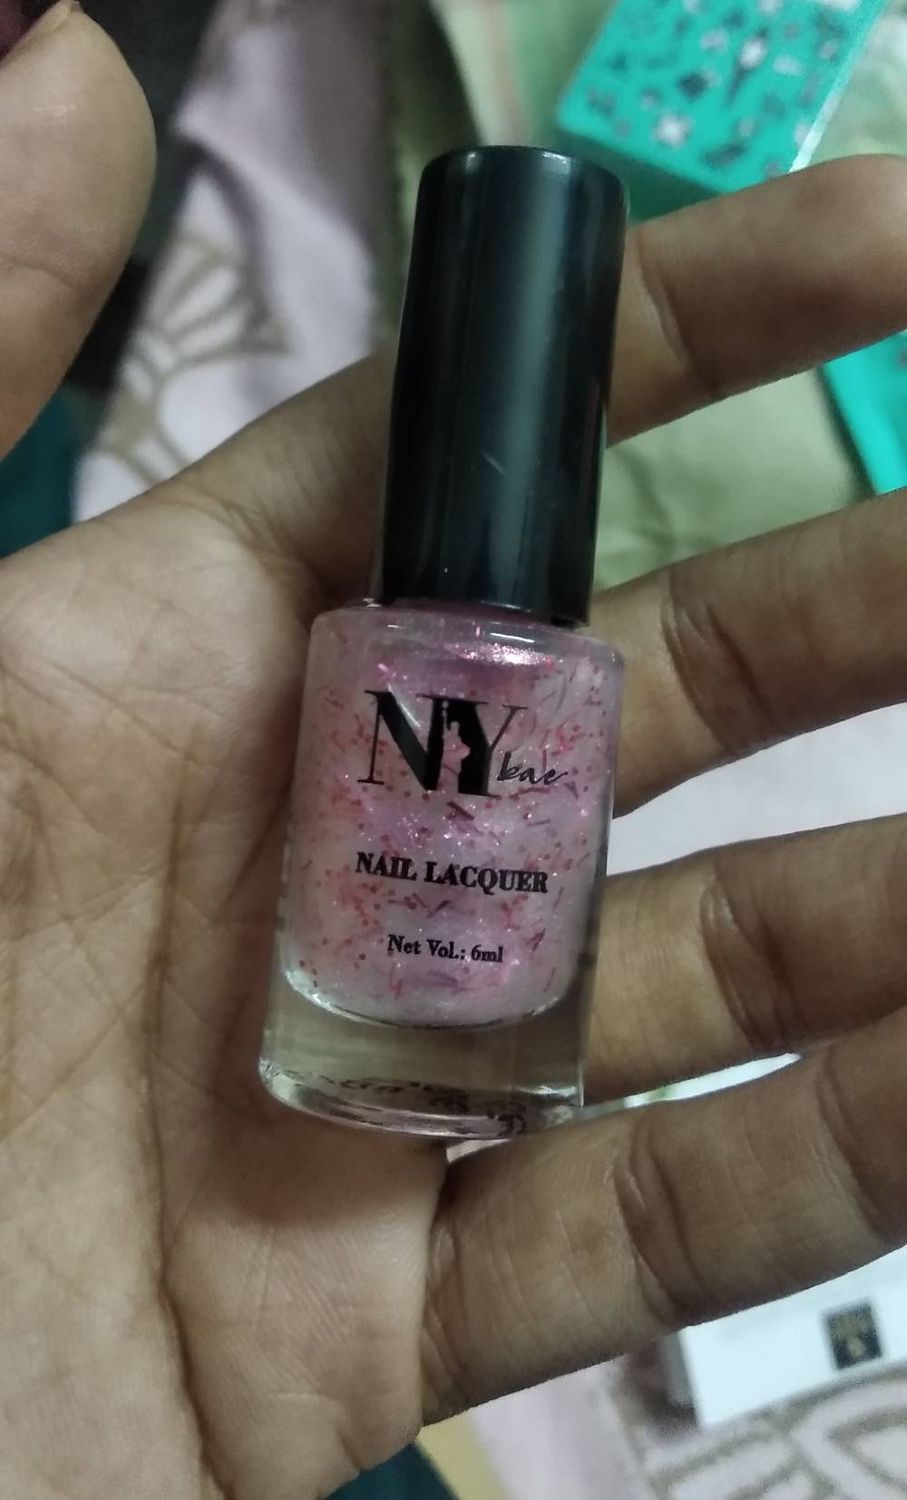 NY bae
NAIL LACQUER
Net Vol.: 6ml